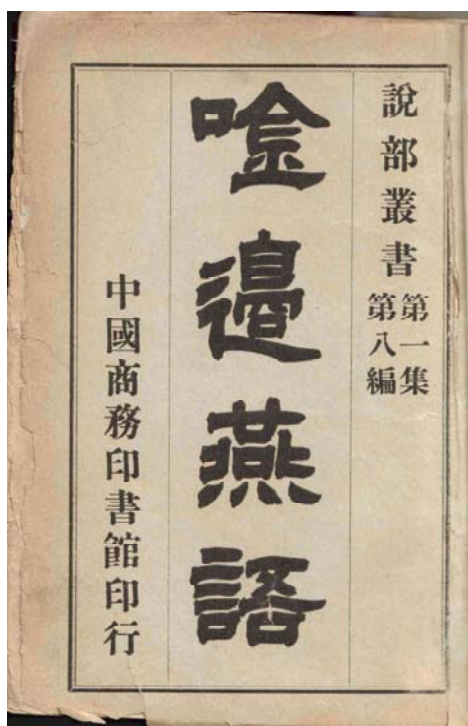 說部叢書
第一集
第八編
唫邊燕語
中國商務印書館印行